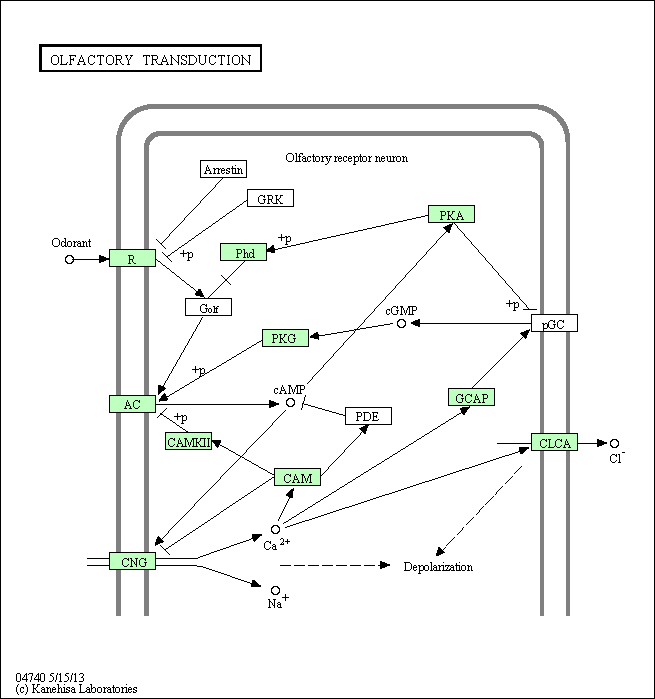 OLFACTORY TRANSDUCTION
Olfactory receptor neuron
Arrestin
GRK
PKA
Odorant
+p
Phd
+p
R
Golf
+p
cGMP
pGC
PKG
+p
cAMP
GCAP
AC
PDE
+p
CAMKII
CLCA
Cl-
CAM
Ca 2+
CNG
Depolarization
Na+
04740 5/15/13
(c) Kanehisa Laboratories